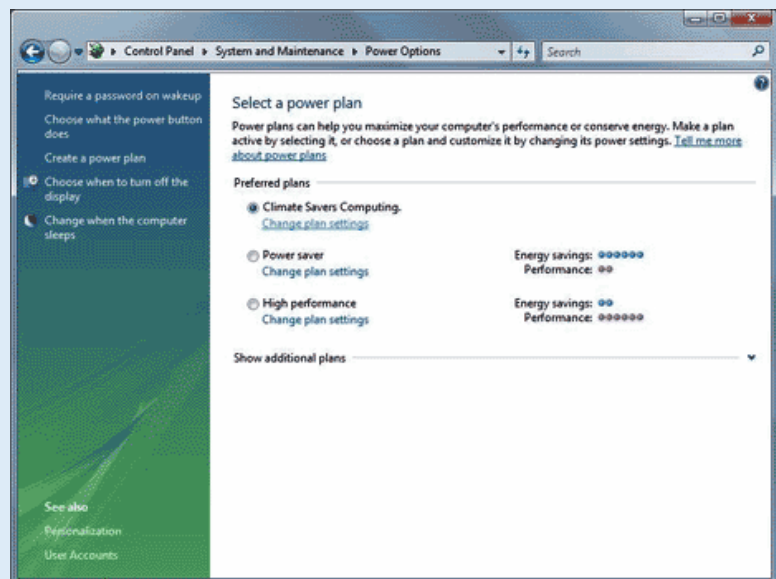 Control Panel ▸ System and Maintenance ▸ Power Options
Search
Require a password on wakeup
Choose what the power button
does
Create a power plan
Choose when to turn off the
display
Change when the computer
sleeps
See also
Personalization
User Accounts
Select a power plan
Power plans can help you maximize your computer's performance or conserve energy. Make a plan
active by selecting it, or choose a plan and customize it by changing its power settings. Tell me more
about power plans
Preferred plans
Climate Savers Computing.
Change plan settings
Power saver Energy savings:
Change plan settings Performance:
High performance Energy savings:
Change plan settings Performance:
Show additional plans